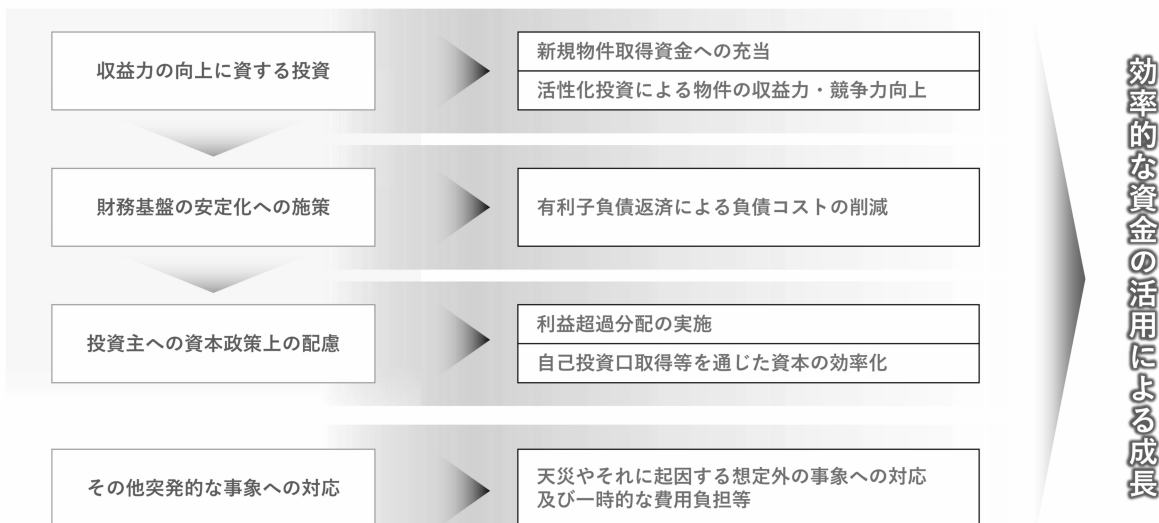 収益力の向上に資する投資
新規物件取得資金への充当
活性化投資による物件の収益力・競争力向上
財務基盤の安定化への施策
有利子負債返済による負債コストの削減
投資主への資本政策上の配慮
利益超過分配の実施
自己投資口取得等を通じた資本の効率化
その他突発的な事象への対応
天災やそれに起因する想定外の事象への対応
及び一時的な費用負担等
効率的な資金の活用による成長